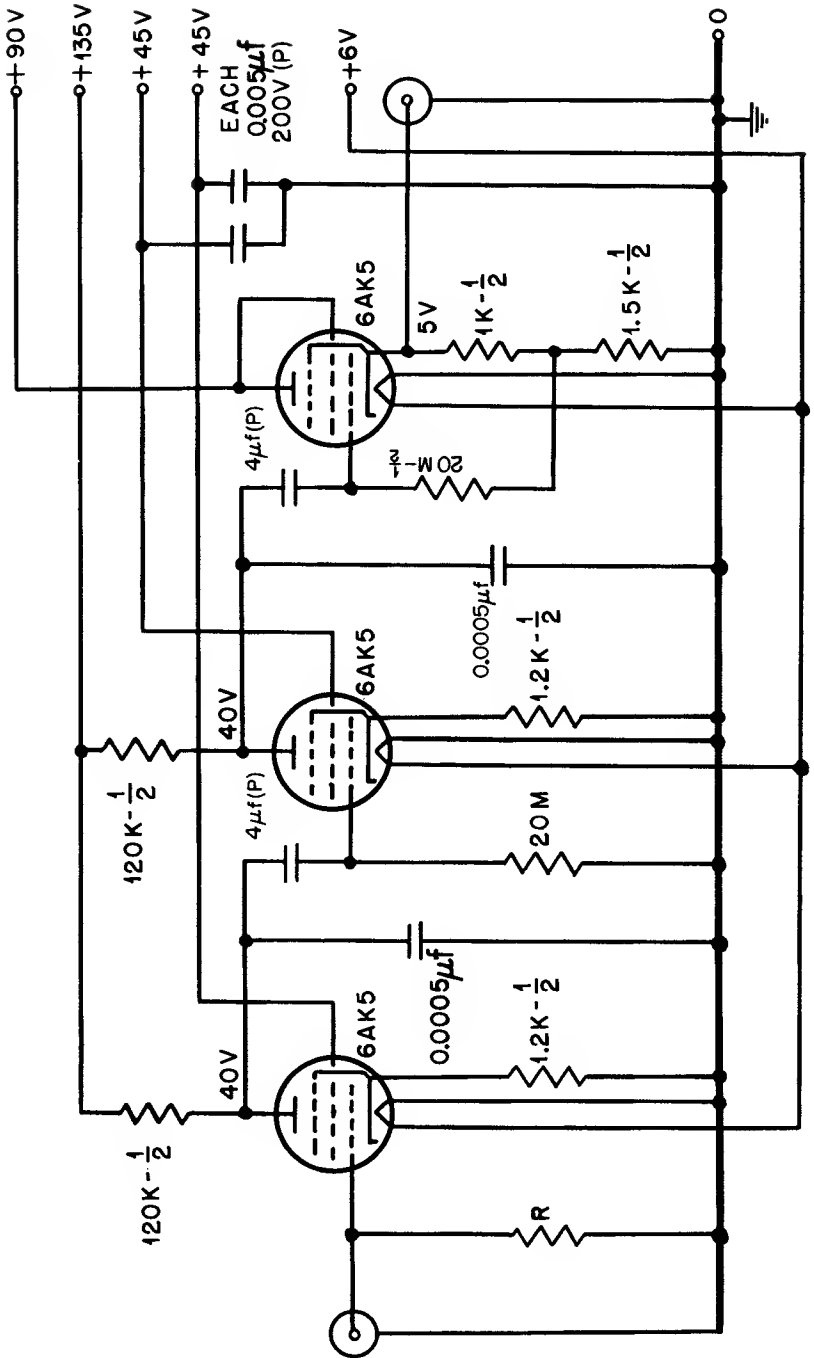 +90V
+135V
+45V
+45V
EACH
0.005μf
200V (P)
+6V
0
120K-1/2
120K-1/2
40V
40V
4μf(P)
4μf(P)
6AK5
6AK5
6AK5
5V
1K-1/2
1.5K-1/2
20M-1/2
0.0005μf
1.2K-1/2
20M
0.0005μf
1.2K-1/2
R